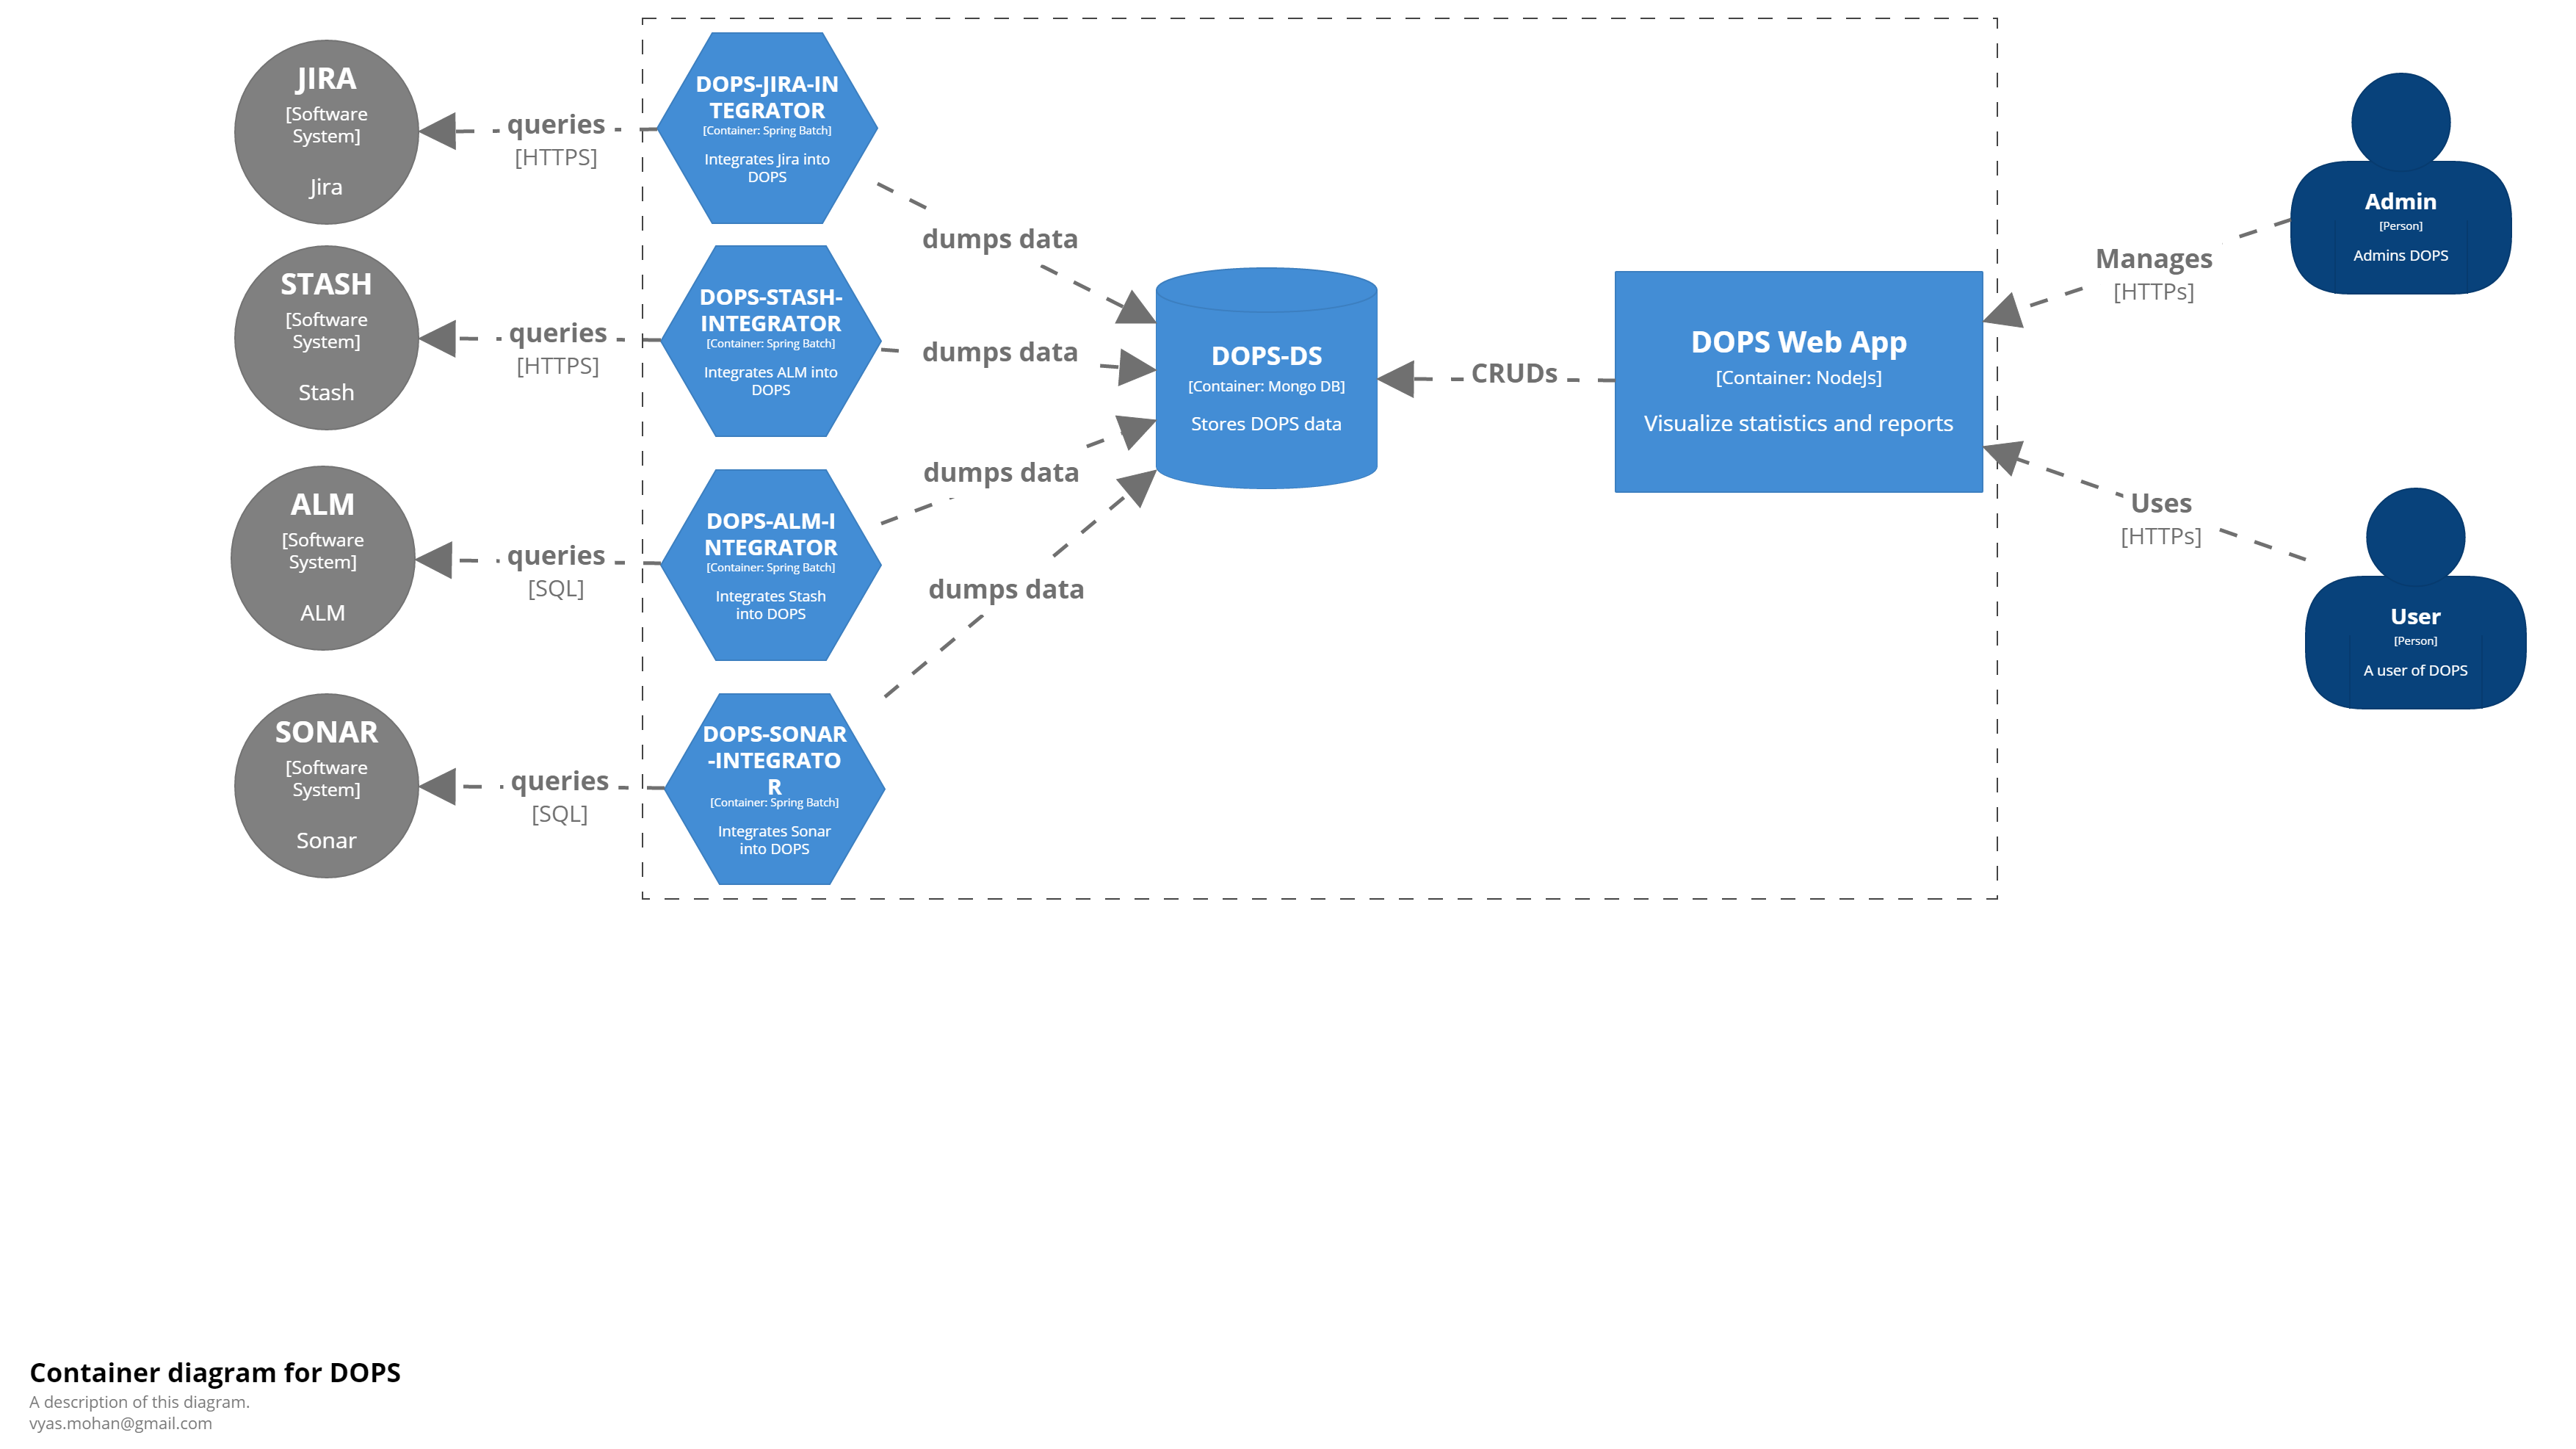 JIRA
[Software
System]
Jira
queries
[HTTPS]
DOPS-JIRA-IN
TEGRATOR
[Container: Spring Batch]
Integrates Jira into
DOPS
dumps data
STASH
[Software
System]
Stash
queries
[HTTPS]
DOPS-STASH-
INTEGRATOR
[Container: Spring Batch]
Integrates ALM into
DOPS
dumps data
ALM
[Software
System]
ALM
queries
[SQL]
DOPS-ALM-I
NTEGRATOR
[Container: Spring Batch]
Integrates Stash
into DOPS
dumps data
SONAR
[Software
System]
Sonar
queries
[SQL]
DOPS-SONAR
-INTEGRATO
R
[Container: Spring Batch]
Integrates Sonar
into DOPS
dumps data
DOPS-DS
[Container: Mongo DB]
Stores DOPS data
CRUDs
DOPS Web App
[Container: NodeJs]
Visualize statistics and reports
Manages
[HTTPs]
Admin
[Person]
Admins DOPS
Uses
[HTTPs]
User
[Person]
A user of DOPS
Container diagram for DOPS
A description of this diagram.
vyas.mohan@gmail.com